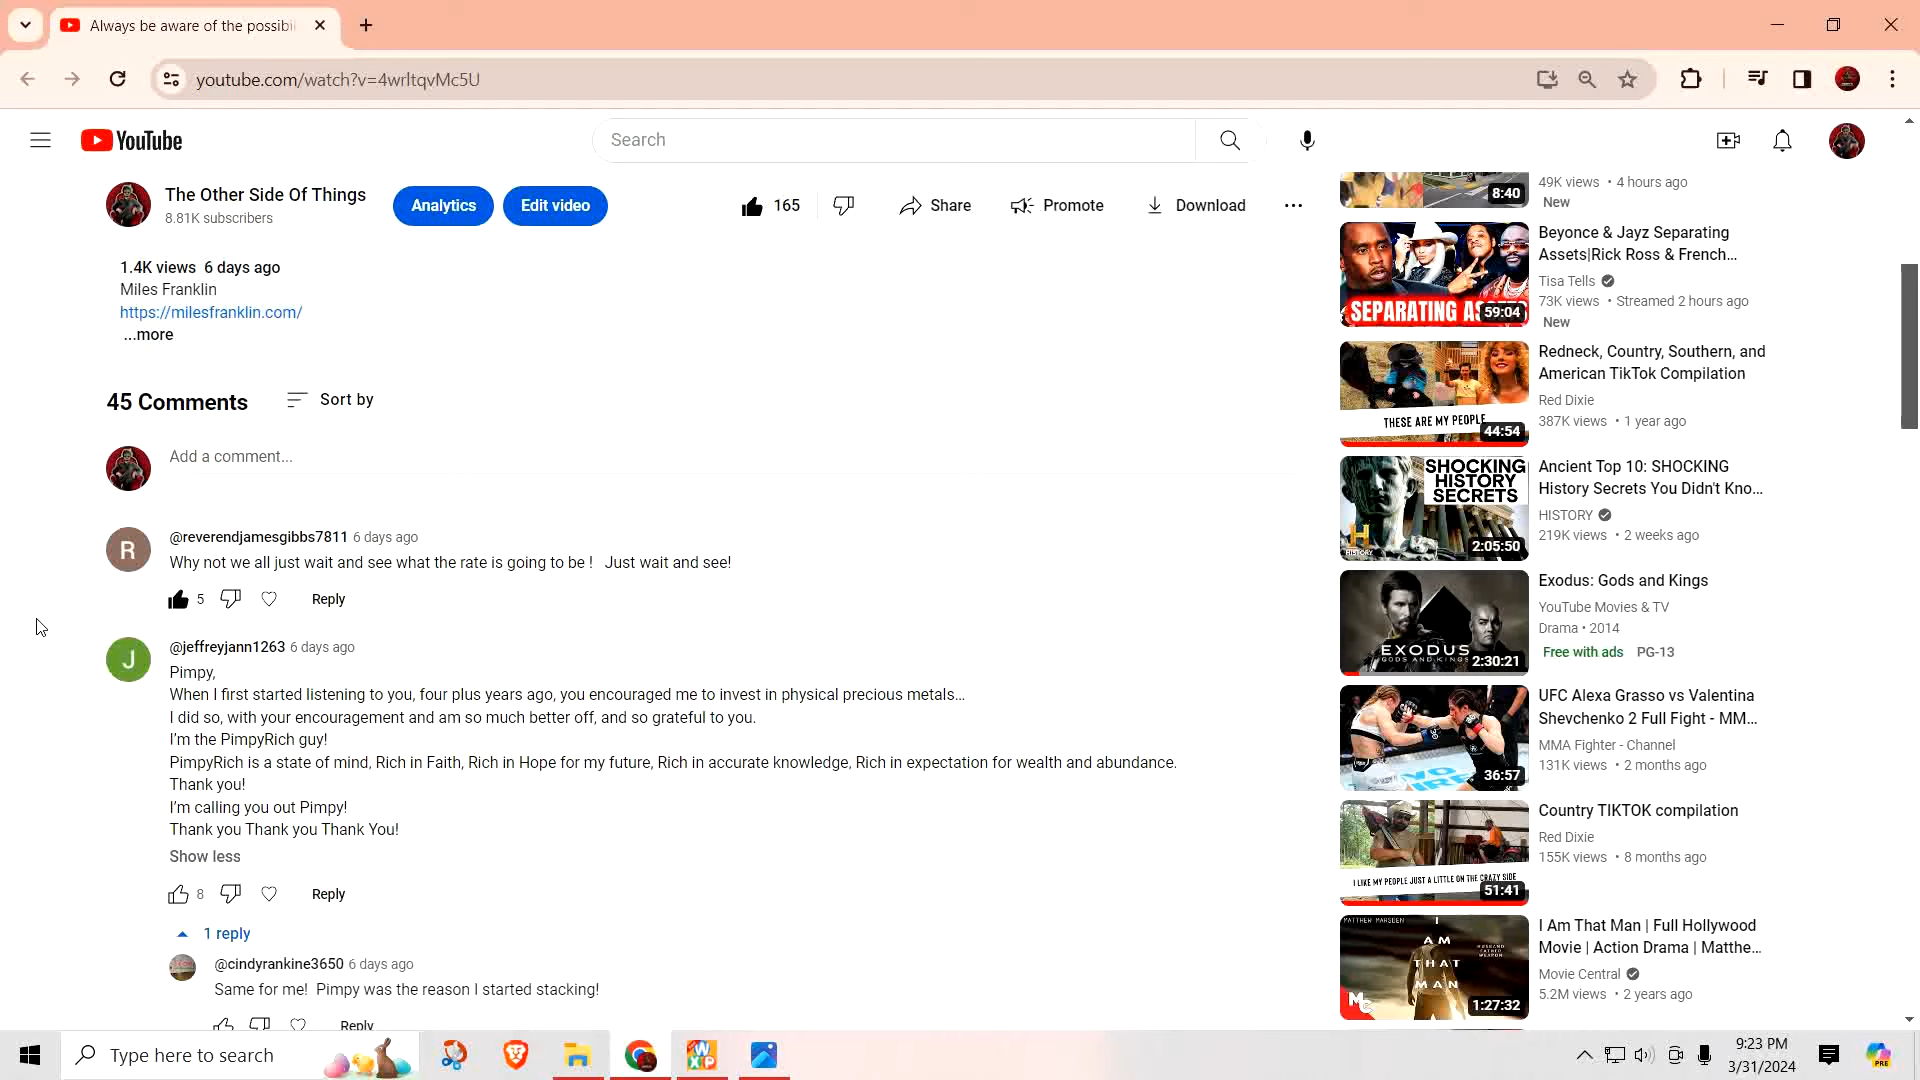 Always be aware of the possibi
youtube.com/watch?v=4wrltqvMc5U
YouTube
Search
The Other Side Of Things
8.81K subscribers
Analytics
Edit video
165
Share
Promote
Download
1.4K views 6 days ago
Miles Franklin
https://milesfranklin.com/
...more
45 Comments
Sort by
Add a comment...
R
@reverendjamesgibbs7811 6 days ago
Why not we all just wait and see what the rate is going to be ! Just wait and see!
5
Reply
J
@jeffreyjann1263 6 days ago
Pimpy,
When I first started listening to you, four plus years ago, you encouraged me to invest in physical precious metals...
I did so, with your encouragement and am so much better off, and so grateful to you.
I'm the PimpyRich guy!
PimpyRich is a state of mind, Rich in Faith, Rich in Hope for my future, Rich in accurate knowledge, Rich in expectation for wealth and abundance.
Thank you!
I'm calling you out Pimpy!
Thank you Thank you Thank You!
Show less
8
Reply
1 reply
@cindyrankine3650 6 days ago
Same for me! Pimpy was the reason I started stacking!
Reply
8:40
49K views • 4 hours ago
New
SEPARATING AS
59:04
Beyonce & Jayz Separating
Assets|Rick Ross & French...
Tisa Tells
73K views • Streamed 2 hours ago
New
THESE ARE MY PEOPLE
44:54
Redneck, Country, Southern, and
American TikTok Compilation
Red Dixie
387K views • 1 year ago
SHOCKING
HISTORY
SECRETS
H
HISTORY
2:05:50
Ancient Top 10: SHOCKING
History Secrets You Didn't Kno...
HISTORY
219K views • 2 weeks ago
EXODUS
GODS AND KINGS
2:30:21
Exodus: Gods and Kings
YouTube Movies & TV
Drama • 2014
Free with ads PG-13
36:57
UFC Alexa Grasso vs Valentina
Shevchenko 2 Full Fight - MM...
MMA Fighter - Channel
131K views • 2 months ago
I LIKE MY PEOPLE JUST A LITTLE ON THE CRAZY SIDE
51:41
Country TIKTOK compilation
Red Dixie
155K views • 8 months ago
MATTHEW MARSDEN
I
AM
THAT
MAN
HUSBAND
FATHER
WEAPON
MC
1:27:32
I Am That Man | Full Hollywood
Movie | Action Drama | Matthe...
Movie Central
5.2M views • 2 years ago
Type here to search
W
XP
9:23 PM
3/31/2024
PRE